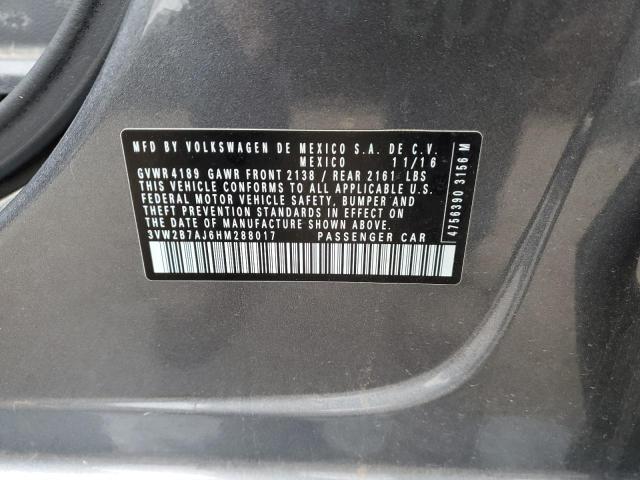 MFD BY VOLKSWAGEN DE MEXICO S.A. DE C.V.
MEXICO 11/16
GVWR 4189 GAWR FRONT 2138 / REAR 2161 LBS
THIS VEHICLE CONFORMS TO ALL APPLICABLE U.S.
FEDERAL MOTOR VEHICLE SAFETY, BUMPER AND
THEFT PREVENTION STANDARDS IN EFFECT ON
THE DATE OF MANUFACTURE SHOWN ABOVE.
3VW2B7AJ6HM288017 PASSENGER CAR
4756390 3156 M